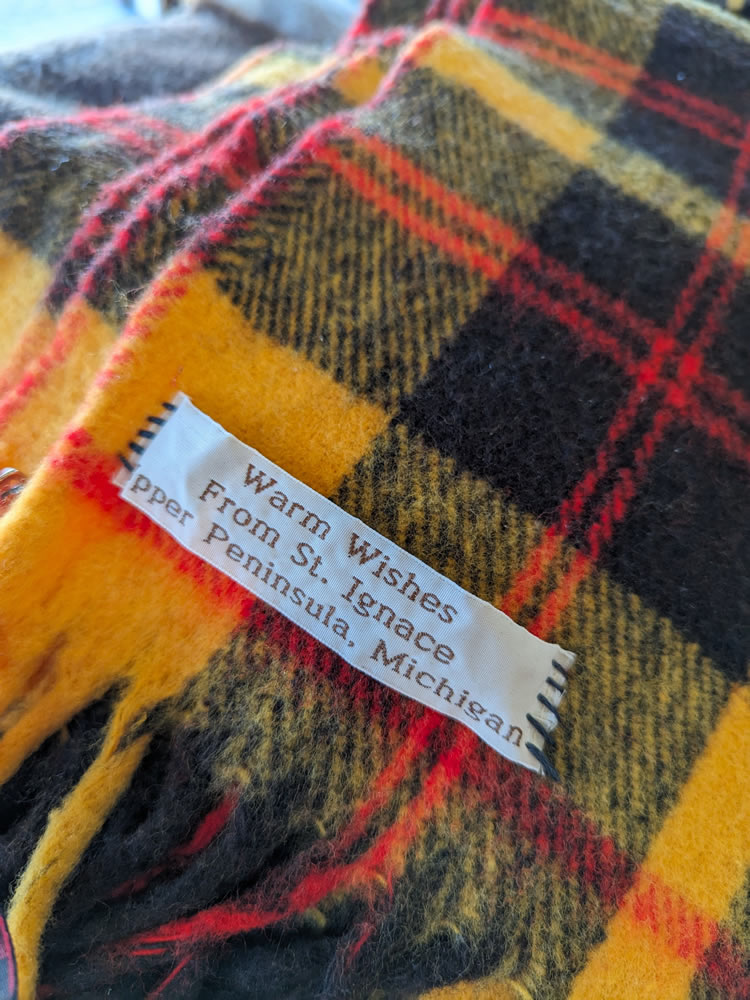 Warm Wishes
From St. Ignace
pper Peninsula, Michigan